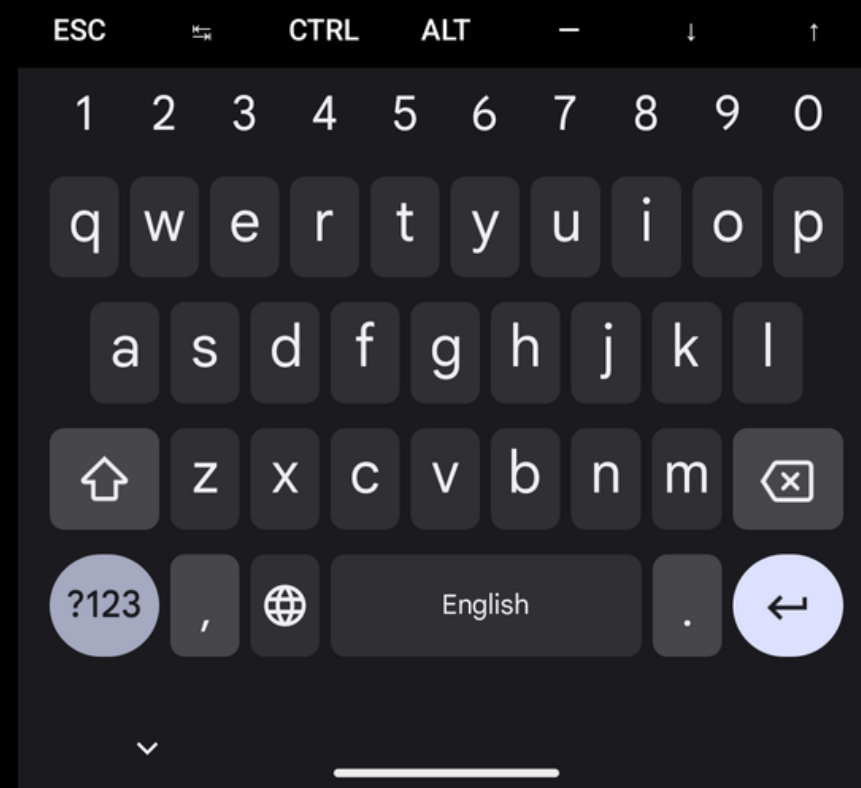 ESC ↹ CTRL ALT — ↓ ↑
1 2 3 4 5 6 7 8 9 0
q w e r t y u i o p
a s d f g h j k l
z x c v b n m
?123 , English .